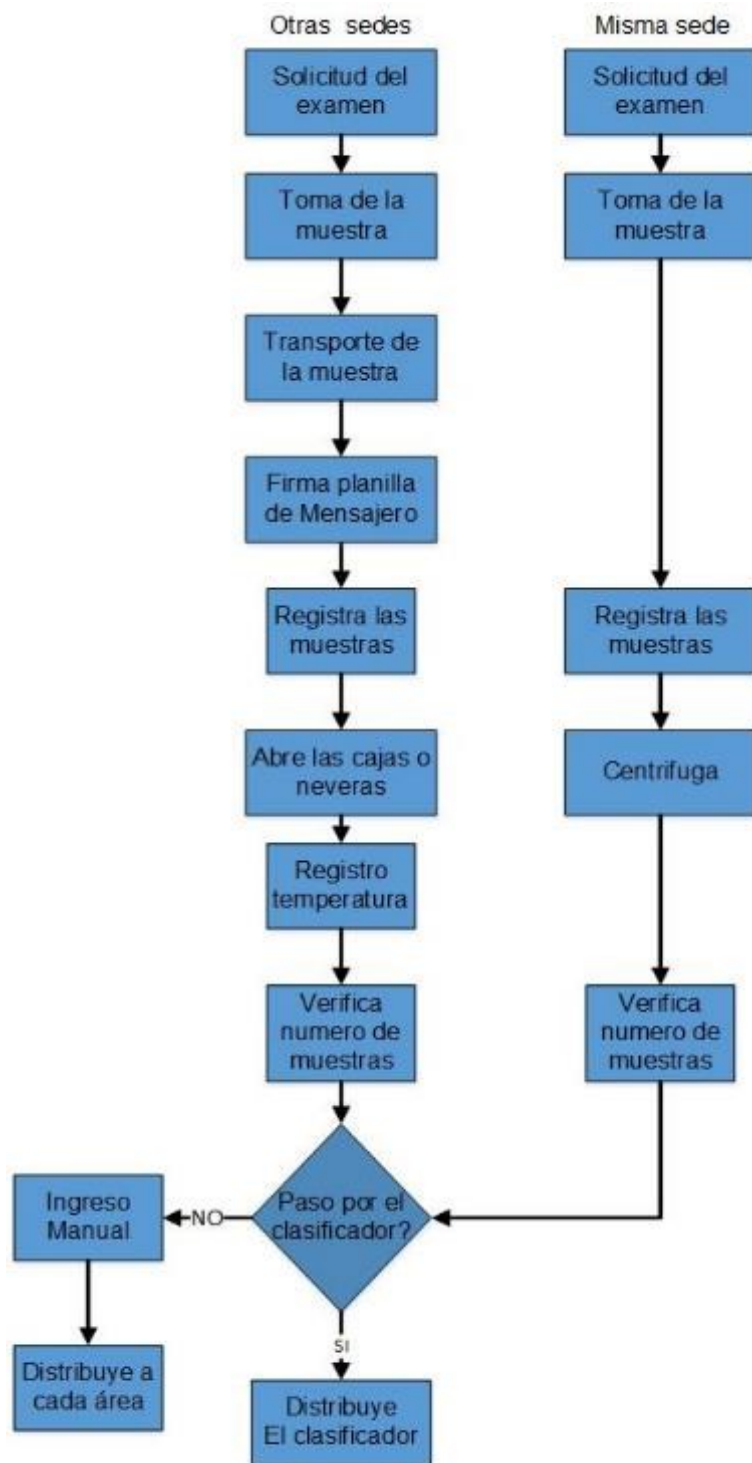 Otras sedes
Misma sede
Solicitud del
examen
Solicitud del
examen
Toma de la
muestra
Toma de la
muestra
Transporte de
la muestra
Firma planilla
de Mensajero
Registra las
muestras
Registra las
muestras
Abre las cajas o
neveras
Centrifuga
Registro
temperatura
Verifica
numero de
muestras
Verifica
numero de
muestras
Ingreso
Manual
NO
Paso por el
clasificador?
SI
Distribuye a
cada área
Distribuye
El clasificador